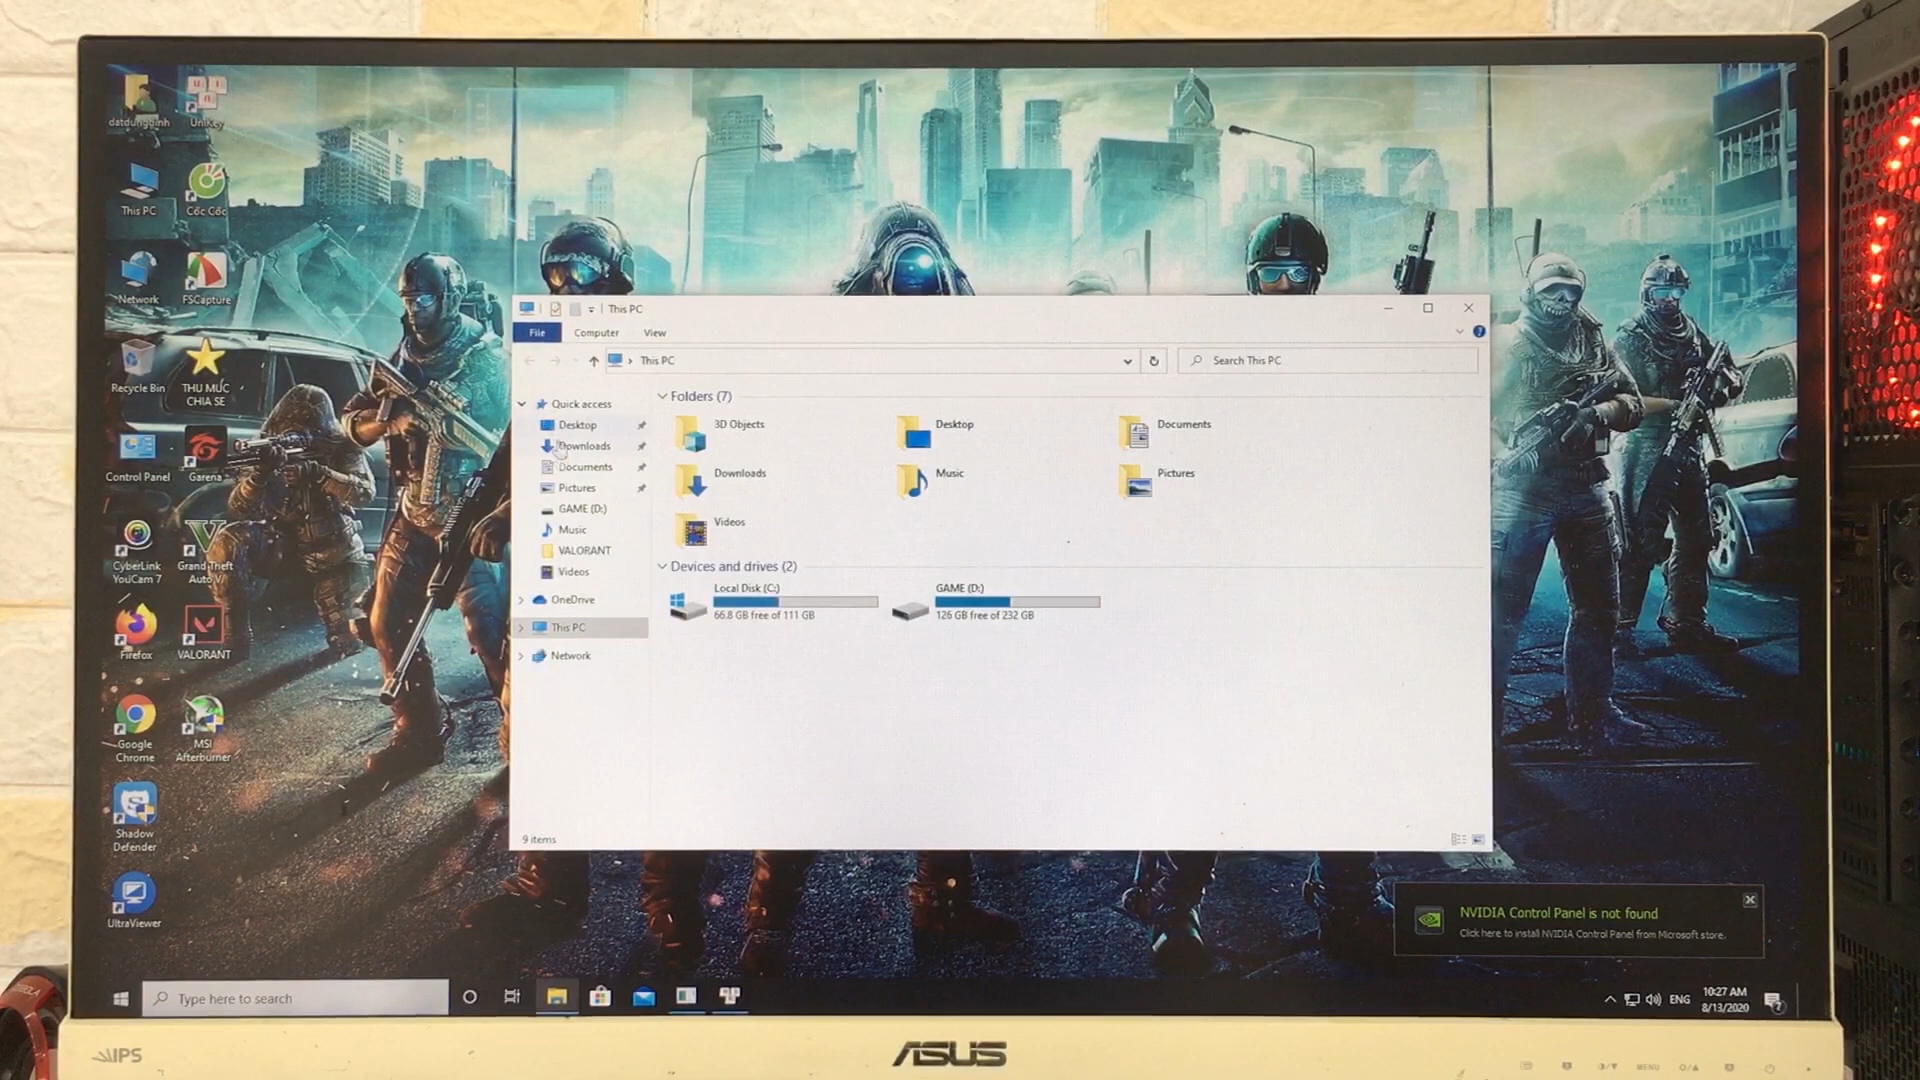 datdungbinh
UniKey
This PC
Cốc Cốc
Network
FSCapture
Recycle Bin
THU MUC
CHIA SE
Control Panel
Garena
CyberLink
YouCam 7
Grand Theft
Auto V
Firefox
VALORANT
Google
Chrome
MSI
Afterburner
Shadow
Defender
UltraViewer
This PC
File
Computer
View
This PC
Search This PC
Quick access
Desktop
Downloads
Documents
Pictures
GAME (D:)
Music
VALORANT
Videos
OneDrive
This PC
Network
Folders (7)
3D Objects
Desktop
Documents
Downloads
Music
Pictures
Videos
Devices and drives (2)
Local Disk (C:)
66.8 GB free of 111 GB
GAME (D:)
126 GB free of 232 GB
9 items
NVIDIA Control Panel is not found
Click here to install NVIDIA Control Panel from Microsoft store.
Type here to search
ENG
10:27 AM
8/13/2020
IPS
ASUS
MENU